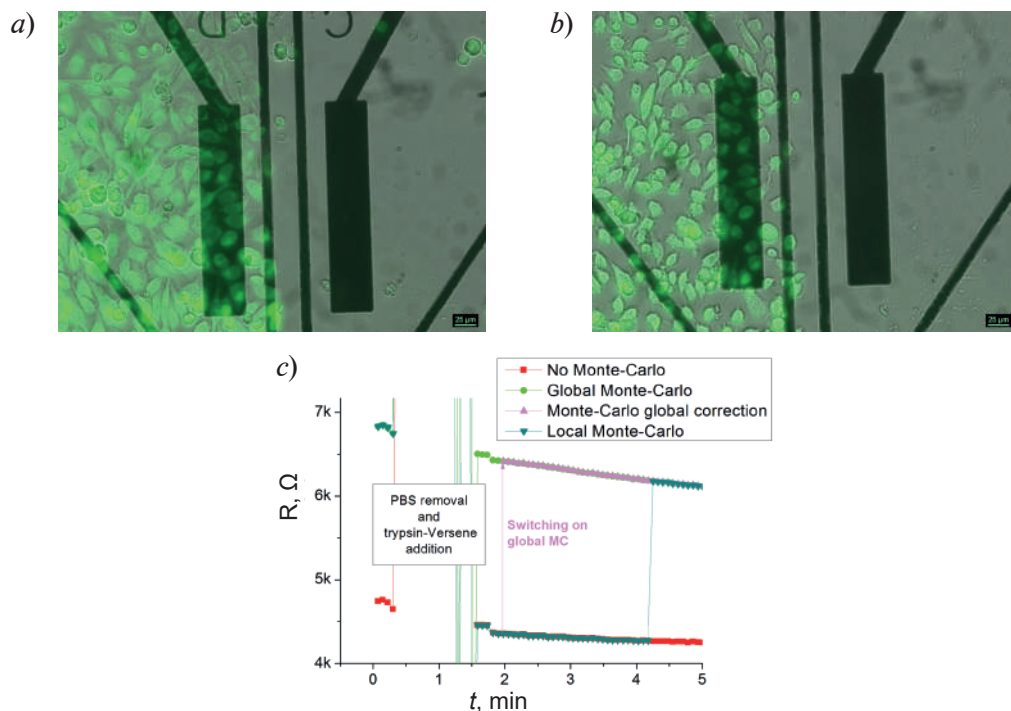 a)
b)
25 μm
25 μm
c)
No Monte-Carlo
Global Monte-Carlo
Monte-Carlo global correction
Local Monte-Carlo
7k
6k
5k
4k
R, Ω
PBS removal
and
trypsin-Versene
addition
Switching on
global MC
0
1
2
3
4
5
t, min